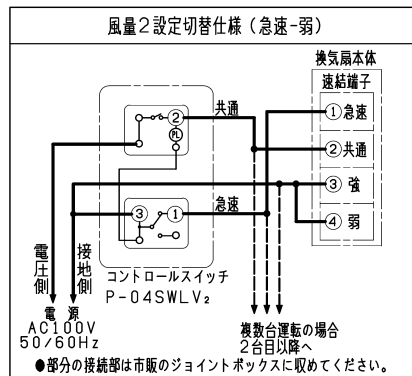 風量2設定切替仕様(急速-弱)
換気扇本体
速結端子
①急速
②共通
③ 強
④ 弱
共通
②
PL
急速
③ ①
コントロールスイッチ
P-04SWLV₂
電圧側
接地側
電 源
AC100V
50/60Hz
複数台運転の場合
2台目以降へ
●部分の接続部は市販のジョイントボックスに収めてください。